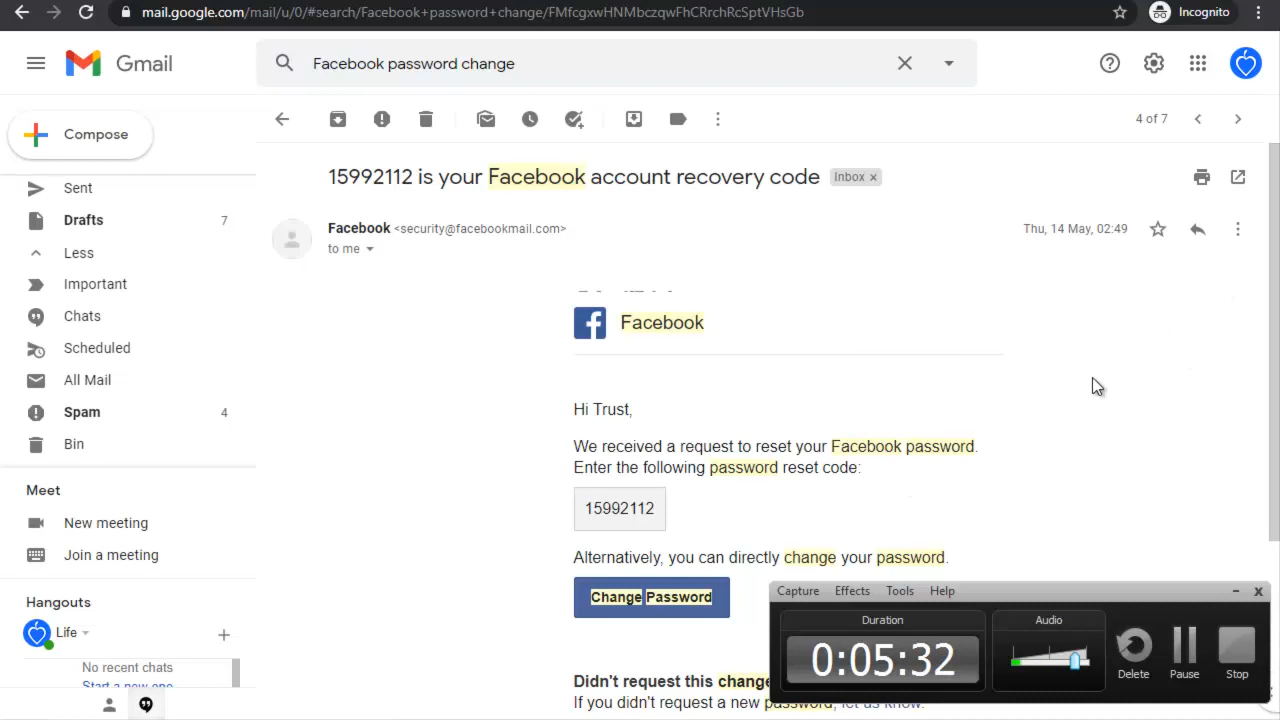 mail.google.com/mail/u/0/#search/Facebook+password+change/FMfcgxwHNMbczqwFhCRrchRcSptVHsGb
Incognito
Gmail
Facebook password change
Compose
4 of 7
Sent
Drafts 7
Less
Important
Chats
Scheduled
All Mail
Spam 4
Bin
Meet
New meeting
Join a meeting
Hangouts
Life
No recent chats
Start a new one
15992112 is your Facebook account recovery code Inbox x
Facebook <security@facebookmail.com> Thu, 14 May, 02:49
to me
Facebook
Hi Trust,
We received a request to reset your Facebook password.
Enter the following password reset code:
15992112
Alternatively, you can directly change your password.
Change Password
Didn't request this change
If you didn't request a new password, let us know.
Capture Effects Tools Help
Duration
0:05:32
Audio
Delete
Pause
Stop